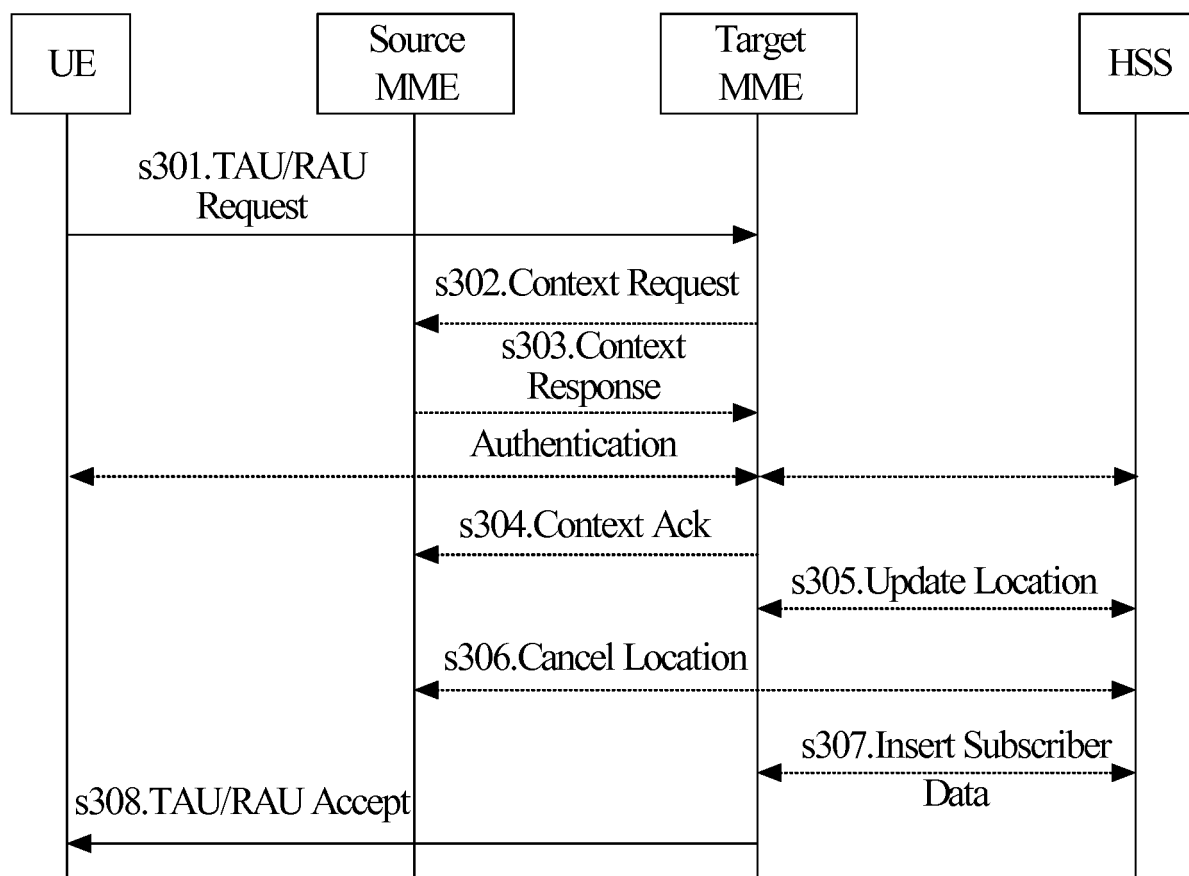 UE
Source
MME
Target
MME
HSS
s301.TAU/RAU
Request
s302.Context Request
s303.Context
Response
Authentication
s304.Context Ack
s305.Update Location
s306.Cancel Location
s307.Insert Subscriber
Data
s308.TAU/RAU Accept